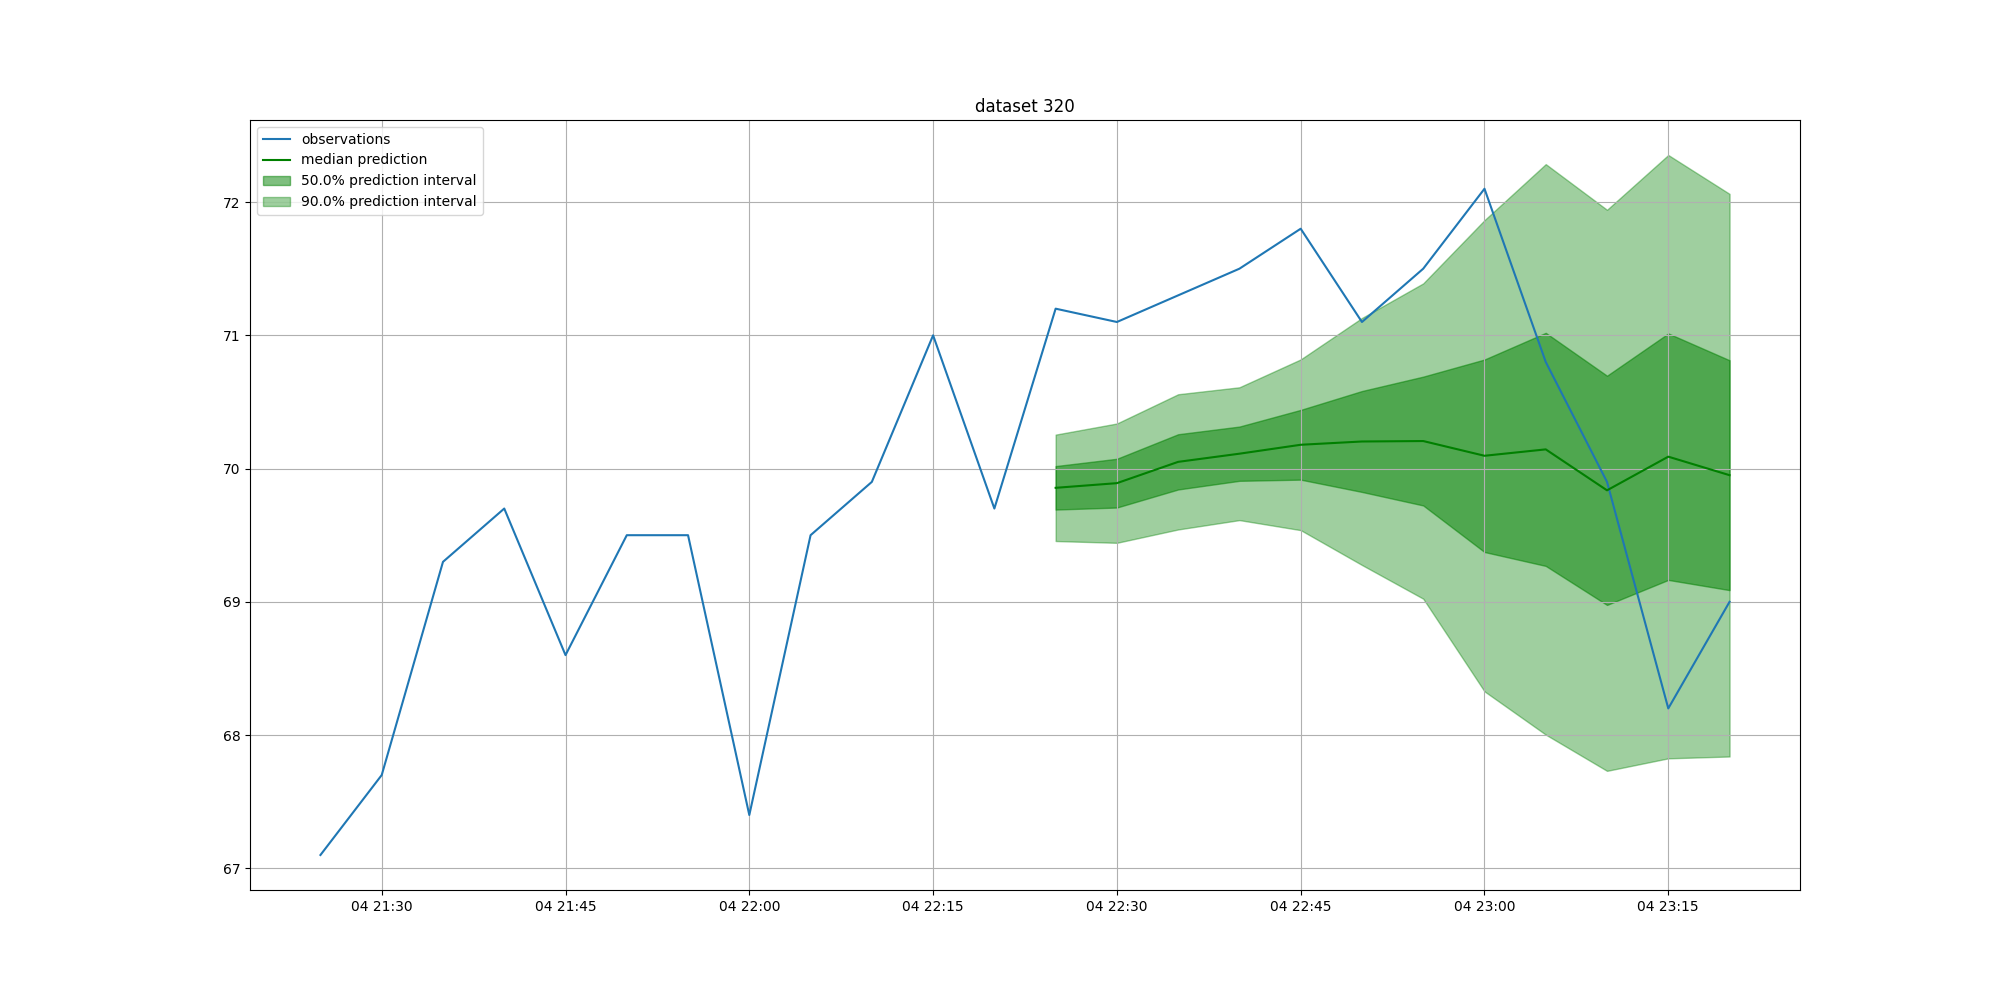 dataset 320
observations
median prediction
50.0% prediction interval
90.0% prediction interval
72
71
70
69
68
67
04 21:30
04 21:45
04 22:00
04 22:15
04 22:30
04 22:45
04 23:00
04 23:15